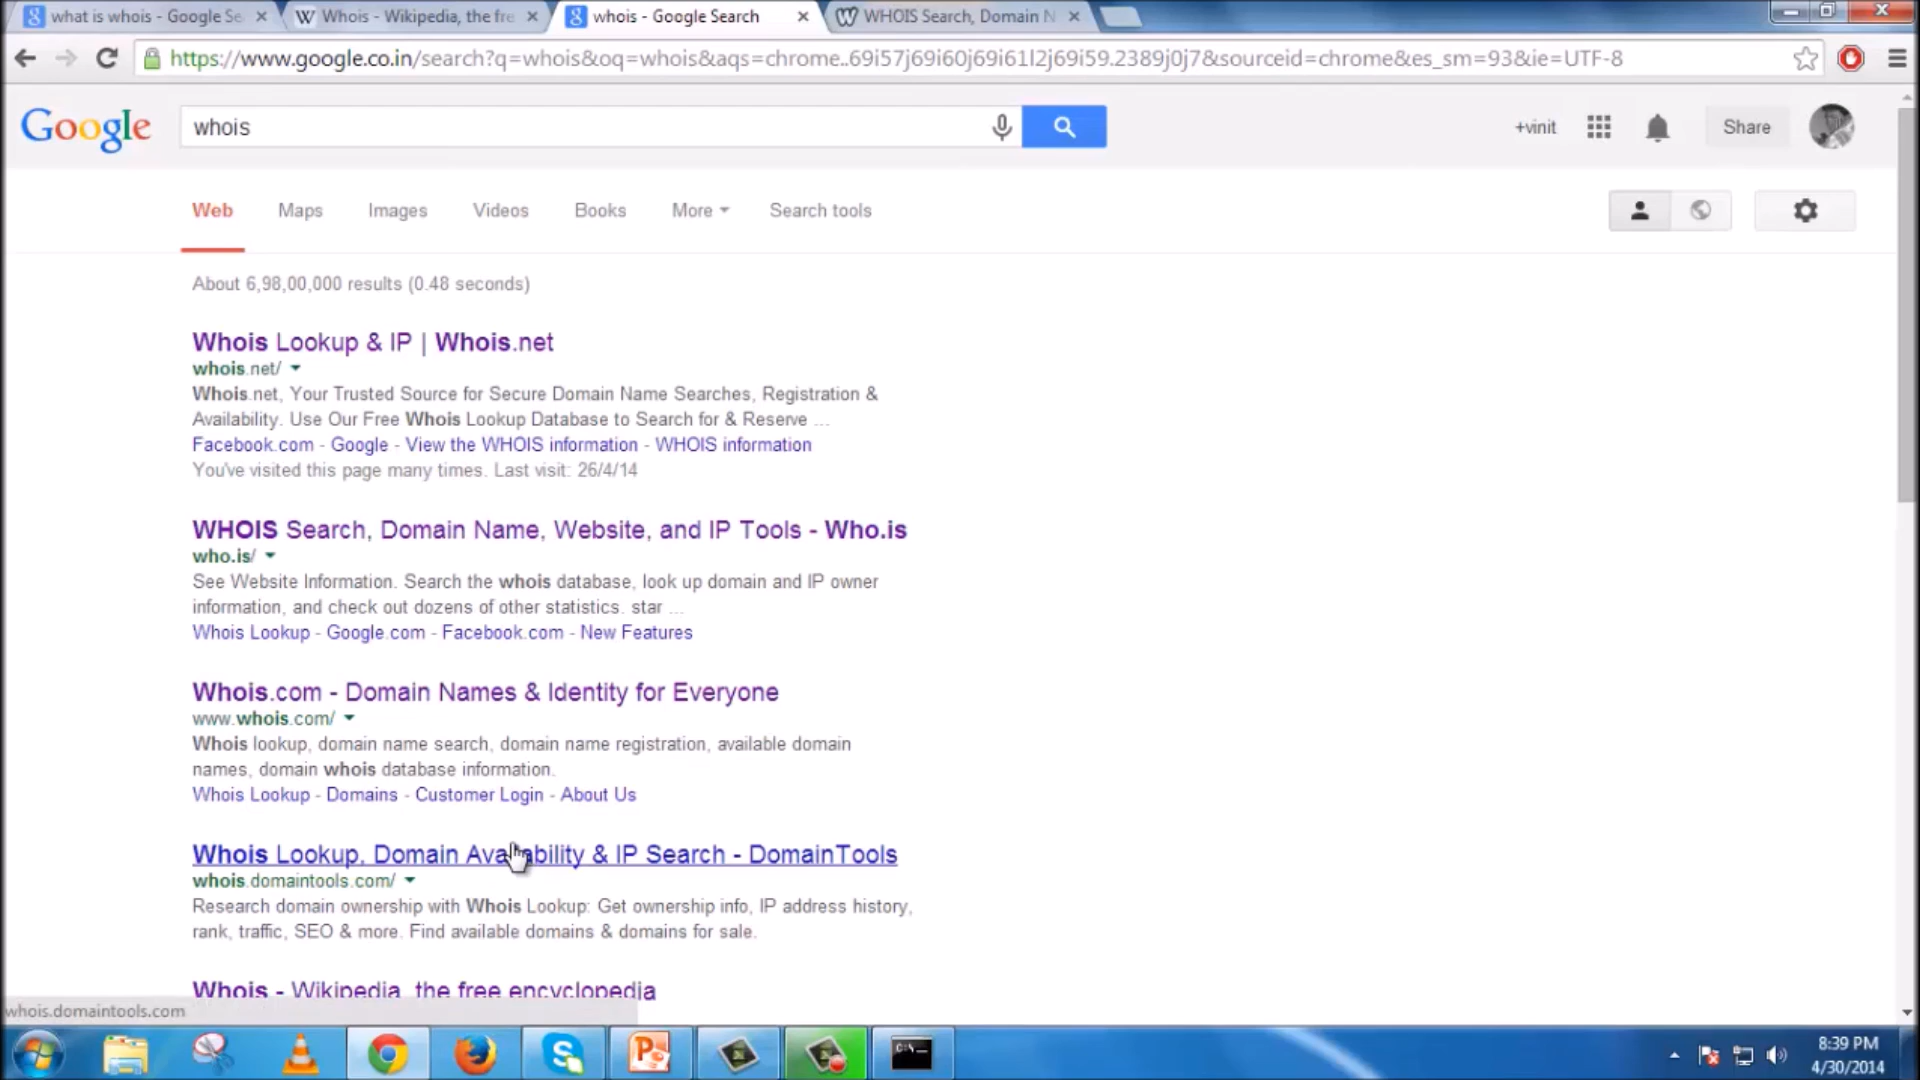 what is whois - Google Se
Whois - Wikipedia, the fre
whois - Google Search
WHOIS Search, Domain N
https://www.google.co.in/search?q=whois&oq=whois&aqs=chrome..69i57j69i60j69i61l2j69i59.2389j0j7&sourceid=chrome&es_sm=93&ie=UTF-8
Google
whois
+vinit
Share
Web Maps Images Videos Books More Search tools
About 6,98,00,000 results (0.48 seconds)
Whois Lookup & IP | Whois.net
whois.net/
Whois.net, Your Trusted Source for Secure Domain Name Searches, Registration &
Availability. Use Our Free Whois Lookup Database to Search for & Reserve ...
Facebook.com - Google - View the WHOIS information - WHOIS information
You've visited this page many times. Last visit: 26/4/14
WHOIS Search, Domain Name, Website, and IP Tools - Who.is
who.is/
See Website Information. Search the whois database, look up domain and IP owner
information, and check out dozens of other statistics. star ...
Whois Lookup - Google.com - Facebook.com - New Features
Whois.com - Domain Names & Identity for Everyone
www.whois.com/
Whois lookup, domain name search, domain name registration, available domain
names, domain whois database information.
Whois Lookup - Domains - Customer Login - About Us
Whois Lookup, Domain Availability & IP Search - DomainTools
whois.domaintools.com/
Research domain ownership with Whois Lookup: Get ownership info, IP address history,
rank, traffic, SEO & more. Find available domains & domains for sale.
Whois - Wikipedia, the free encyclopedia
whois.domaintools.com
8:39 PM
4/30/2014